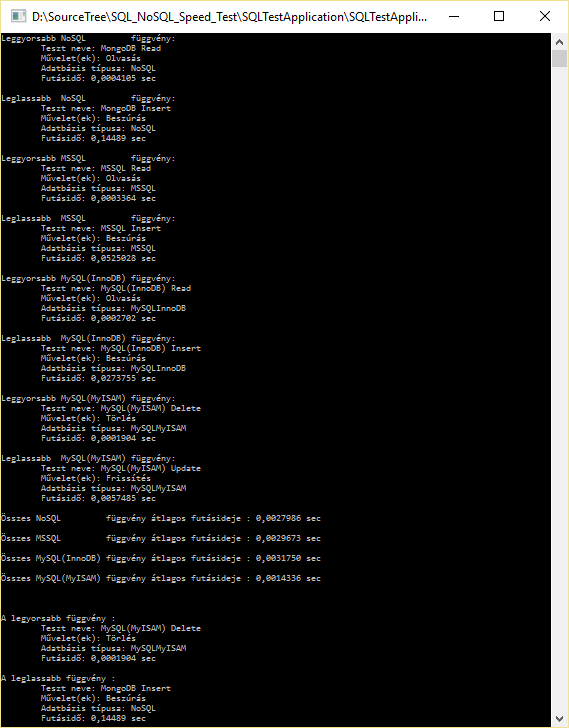 D:\SourceTree\SQL_NoSQL_Speed_Test\SQLTestApplication\SQLTestAppli...
Leggyorsabb NoSQL         függvény:
        Teszt neve: MongoDB Read
        Művelet(ek): Olvasás
        Adatbázis típusa: NoSQL
        Futásidő: 0,0004105 sec
Leglassabb  NoSQL         függvény:
        Teszt neve: MongoDB Insert
        Művelet(ek): Beszúrás
        Adatbázis típusa: NoSQL
        Futásidő: 0,14489 sec
Leggyorsabb MSSQL         függvény:
        Teszt neve: MSSQL Read
        Művelet(ek): Olvasás
        Adatbázis típusa: MSSQL
        Futásidő: 0,0003364 sec
Leglassabb  MSSQL         függvény:
        Teszt neve: MSSQL Insert
        Művelet(ek): Beszúrás
        Adatbázis típusa: MSSQL
        Futásidő: 0,0525028 sec
Leggyorsabb MySQL(InnoDB) függvény:
        Teszt neve: MySQL(InnoDB) Read
        Művelet(ek): Olvasás
        Adatbázis típusa: MySQLInnoDB
        Futásidő: 0,0002702 sec
Leglassabb  MySQL(InnoDB) függvény:
        Teszt neve: MySQL(InnoDB) Insert
        Művelet(ek): Beszúrás
        Adatbázis típusa: MySQLInnoDB
        Futásidő: 0,0273755 sec
Leggyorsabb MySQL(MyISAM) függvény:
        Teszt neve: MySQL(MyISAM) Delete
        Művelet(ek): Törlés
        Adatbázis típusa: MySQLMyISAM
        Futásidő: 0,0001904 sec
Leglassabb  MySQL(MyISAM) függvény:
        Teszt neve: MySQL(MyISAM) Update
        Művelet(ek): Frissítés
        Adatbázis típusa: MySQLMyISAM
        Futásidő: 0,0057485 sec
Összes NoSQL         függvény átlagos futásideje : 0,0027986 sec
Összes MSSQL         függvény átlagos futásideje : 0,0029673 sec
Összes MySQL(InnoDB) függvény átlagos futásideje : 0,0031750 sec
Összes MySQL(MyISAM) függvény átlagos futásideje : 0,0014336 sec
A legyorsabb függvény :
        Teszt neve: MySQL(MyISAM) Delete
        Művelet(ek): Törlés
        Adatbázis típusa: MySQLMyISAM
        Futásidő: 0,0001904 sec
A leglassabb függvény :
        Teszt neve: MongoDB Insert
        Művelet(ek): Beszúrás
        Adatbázis típusa: NoSQL
        Futásidő: 0,14489 sec